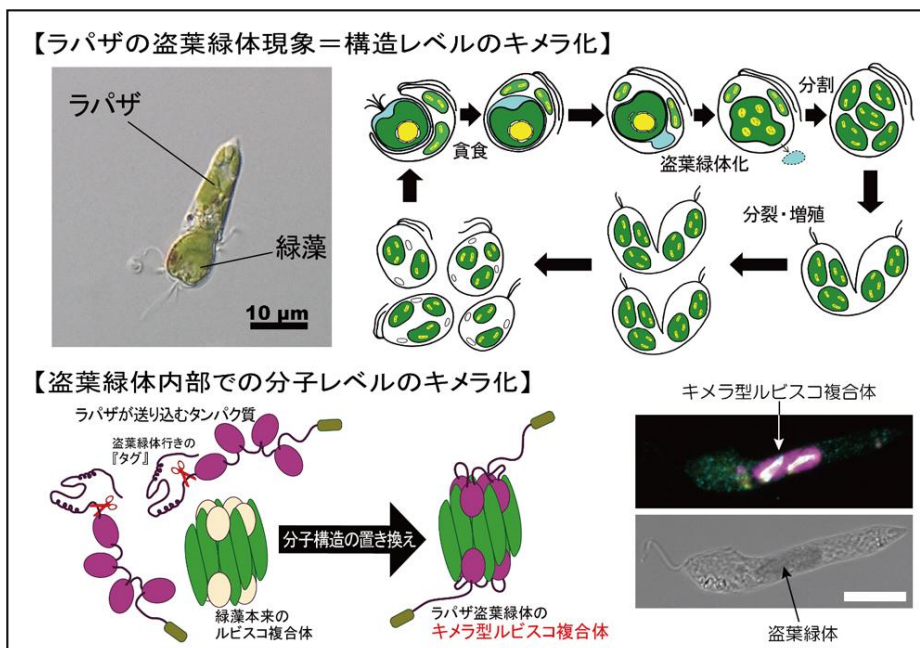 【ラパザの盗葉緑体現象＝構造レベルのキメラ化】
ラパザ
緑藻
10 µm
貪食
盗葉緑体化
分割
分裂・増殖
【盗葉緑体内部での分子レベルのキメラ化】
ラパザが送り込むタンパク質
盗葉緑体行きの
『タグ』
緑藻本来の
ルビスコ複合体
分子構造の置き換え
ラパザ盗葉緑体の
キメラ型ルビスコ複合体
キメラ型ルビスコ複合体
盗葉緑体